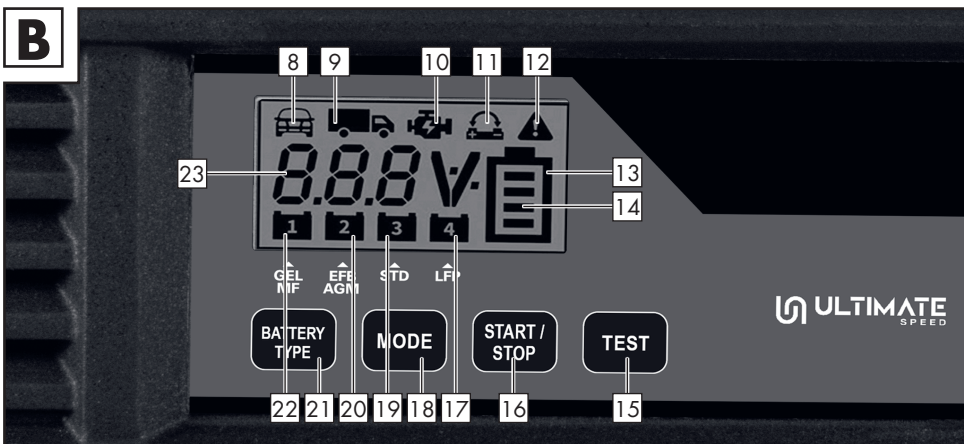 B
8 9 10 11 12
23
8.8.8 V
13
14
1 2 3 4
GEL MF EFB AGM STD LFP
BATTERY TYPE
MODE
START / STOP
TEST
ULTIMATE
SPEED
22 21 20 19 18 17 16 15